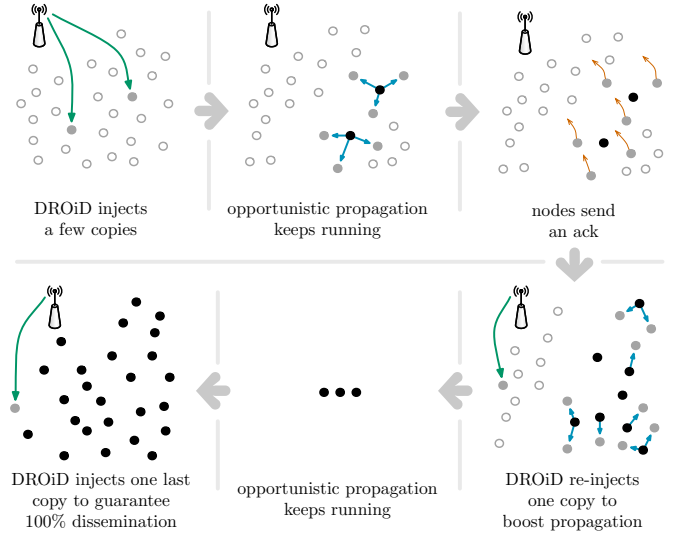 DROiD injects
a few copies
opportunistic propagation
keeps running
nodes send
an ack
DROiD injects one last
copy to guarantee
100% dissemination
opportunistic propagation
keeps running
DROiD re-injects
one copy to
boost propagation